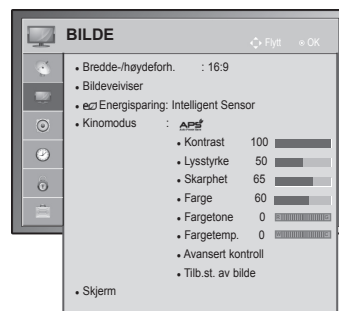 BILDE
Flytt ⊙ OK
• Bredde-/høydeforh. : 16:9
• Bildeveiviser
• Energisparing: Intelligent Sensor
• Kinomodus : APS
• Kontrast 100
• Lysstyrke 50
• Skarphet 65
• Farge 60
• Fargetone 0
• Fargetemp. 0
• Avansert kontroll
• Tilb.st. av bilde
• Skjerm